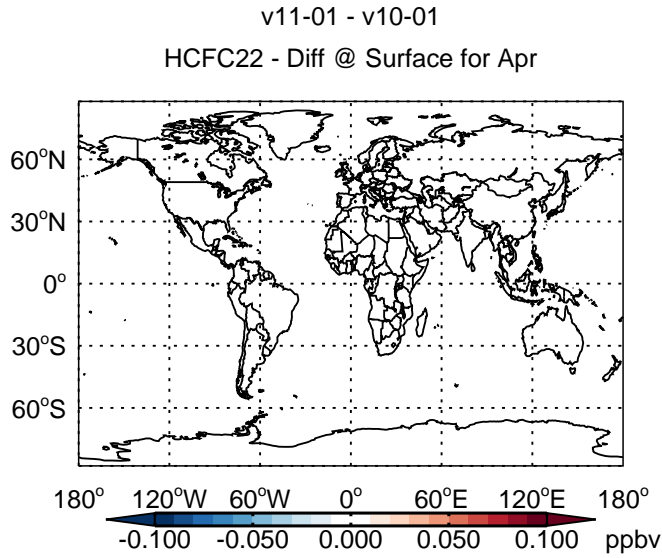 v11-01 - v10-01
HCFC22 - Diff @ Surface for Apr
60°N
30°N
0°
30°S
60°S
180° 120°W 60°W 0° 60°E 120°E 180°
-0.100 -0.050 0.000 0.050 0.100 ppbv